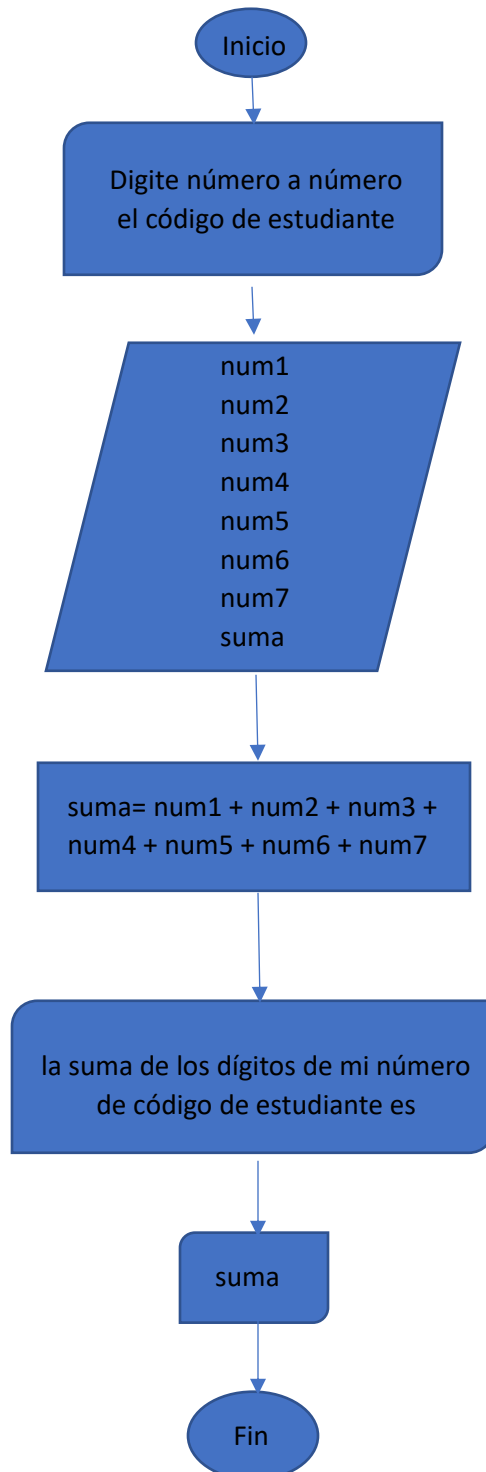 Inicio
Digite número a número
el código de estudiante
num1
num2
num3
num4
num5
num6
num7
suma
suma= num1 + num2 + num3 +
num4 + num5 + num6 + num7
la suma de los dígitos de mi número
de código de estudiante es
suma
Fin